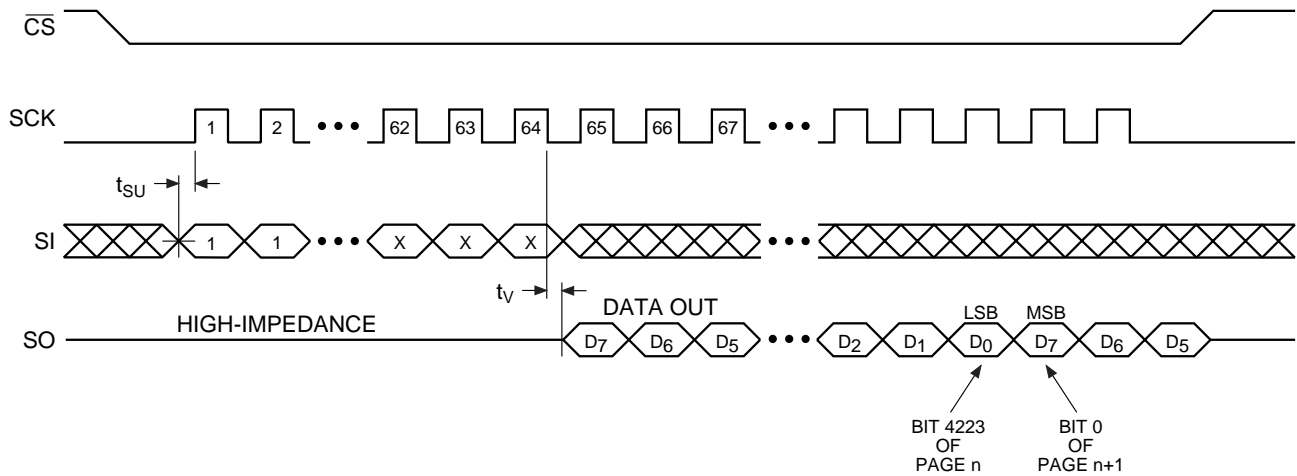 CS
SCK
1 2 ••• 62 63 64 65 66 67 •••
tSU
SI
1 1 ••• X X X •••
tV
HIGH-IMPEDANCE
DATA OUT
LSB MSB
SO
D7 D6 D5 ••• D2 D1 D0 D7 D6 D5
BIT 4223
OF
PAGE n
BIT 0
OF
PAGE n+1